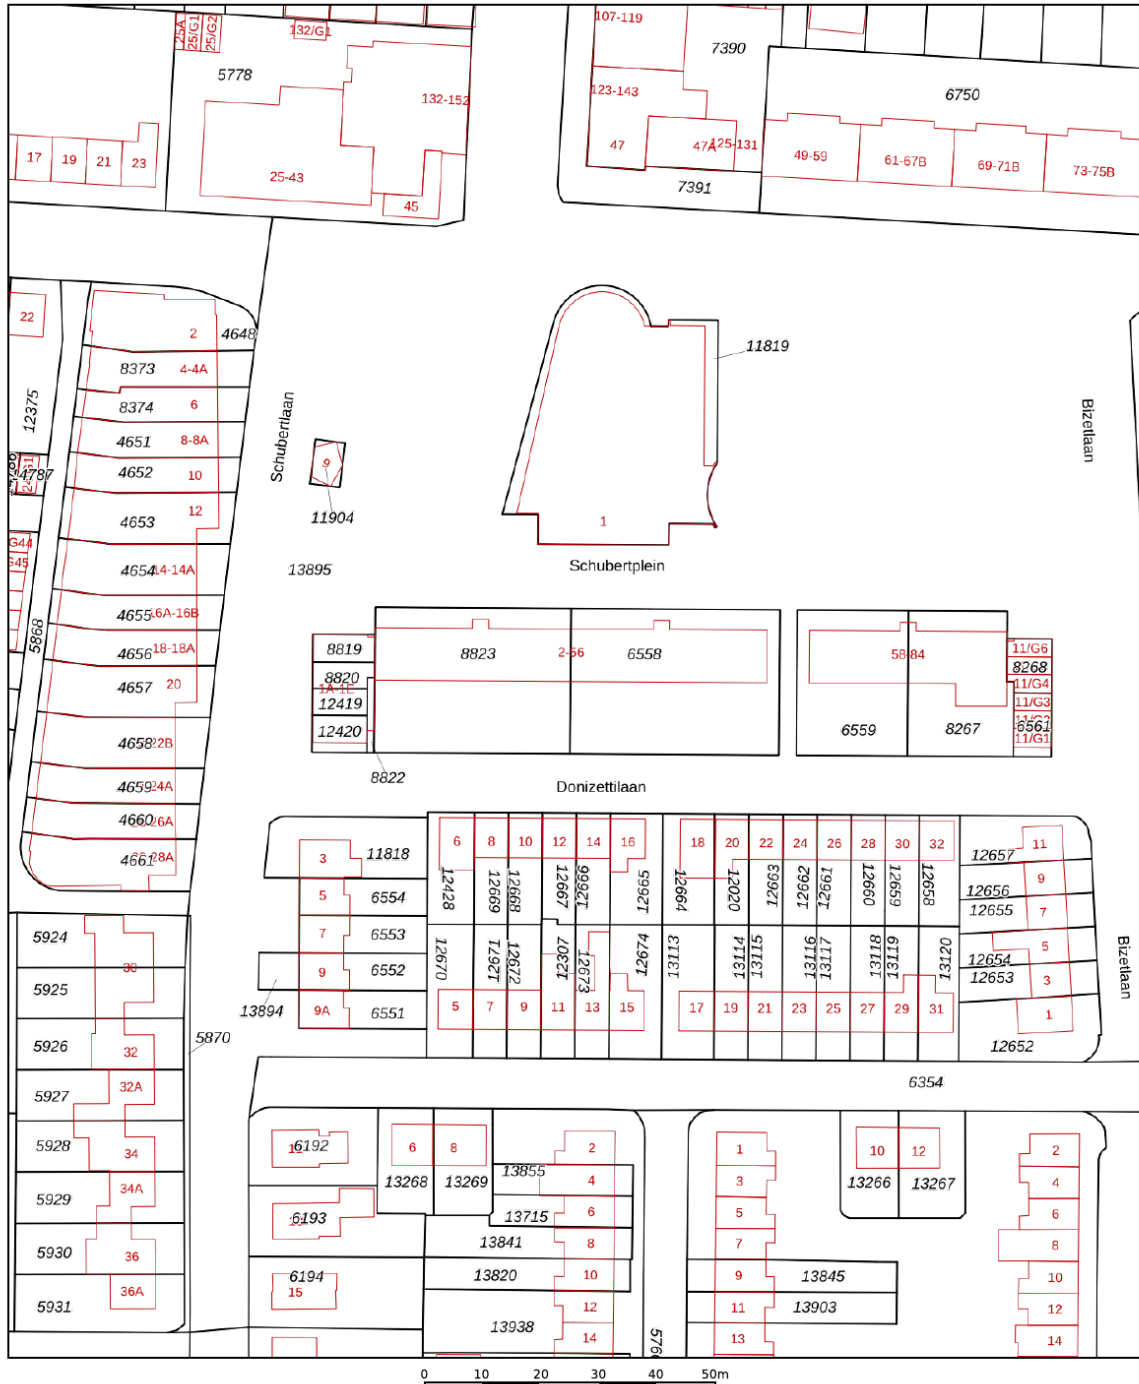 25A 25/G1 25/G2 132/G1 107-119
5778 7390
132-152 123-143 6750
17 19 21 23 47 47A 125-131 49-59 61-67B 69-71B 73-75B
25-43 7391
45
22 2 4648 11819
8373 4-4A
12375 8374 6 Schubertlaan Bizetlaan
4651 8-8A
14787 4652 10 9
4653 12 11904 1
G44
G45 4654 14-14A 13895 Schubertplein
4655 16A-16B
5868 4656 18-18A 8819 8823 2-56 6558 58-84 11/G6
8268
4657 20 8820 11/G4
1A-1E 12419 11/G3
4658 22B 12420 6559 8267 6561
11/G1
4659 24A 8822 Donizettilaan
4660 26A
4661 28A 3 11818 6 8 10 12 14 16 18 20 22 24 26 28 30 32 12657 11
5 6554 12428 12669 12668 12667 12666 12665 12664 12020 12663 12662 12661 12660 12659 12658 12656 9
12655 7
5924 30 7 6553 12670 12671 12672 12307 12673 12674 13113 13114 13115 13116 13117 13118 13119 13120 12654 5
5925 9 6552 12653 3 Bizetlaan
13894 9A 6551 5 7 9 11 13 15 17 19 21 23 25 27 29 31 1
5926 32 5870 12652
5927 32A 6354
5928 34 6192 6 8 2 1 10 12 2
5929 34A 13268 13269 13855 4 3 13266 13267 4
6193 13715 6 5 6
5930 36 13841 8 7 8
5931 36A 6194 15 13820 10 9 13845 10
13938 12 11 13903 12
14 13 14
0 10 20 30 40 50m